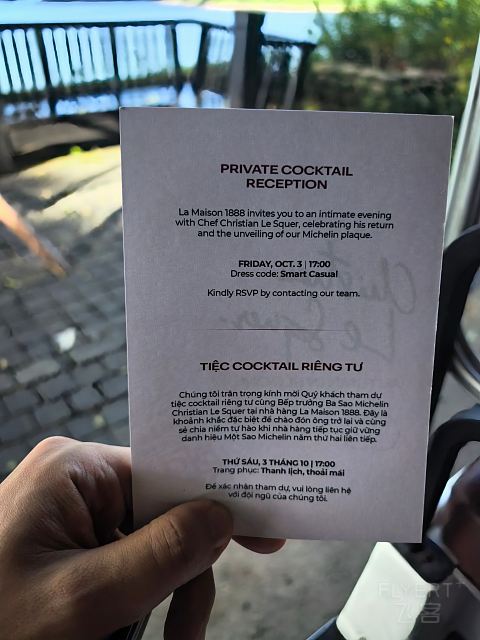 PRIVATE COCKTAIL
RECEPTION
La Maison 1888 invites you to an intimate evening
with Chef Christian Le Squer, celebrating his return
and the unveiling of our Michelin plaque.
FRIDAY, OCT. 3 | 17:00
Dress code: Smart Casual
Kindly RSVP by contacting our team.
TIỆC COCKTAIL RIÊNG TƯ
Chúng tôi trân trọng kính mời Quý khách tham dự
tiệc cocktail riêng tư cùng Bếp trưởng Ba Sao Michelin
Christian Le Squer tại nhà hàng La Maison 1888. Đây là
khoảnh khắc đặc biệt để chào đón ông trở lại và cùng
sẻ chia niềm tự hào khi nhà hàng tiếp tục giữ vững
danh hiệu Một Sao Michelin năm thứ hai liên tiếp.
THỨ SÁU, 3 THÁNG 10 | 17:00
Trang phục: Thanh lịch, thoải mái
Để xác nhận tham dự, vui lòng liên hệ
với đội ngũ của chúng tôi.
FLYERT
飞客